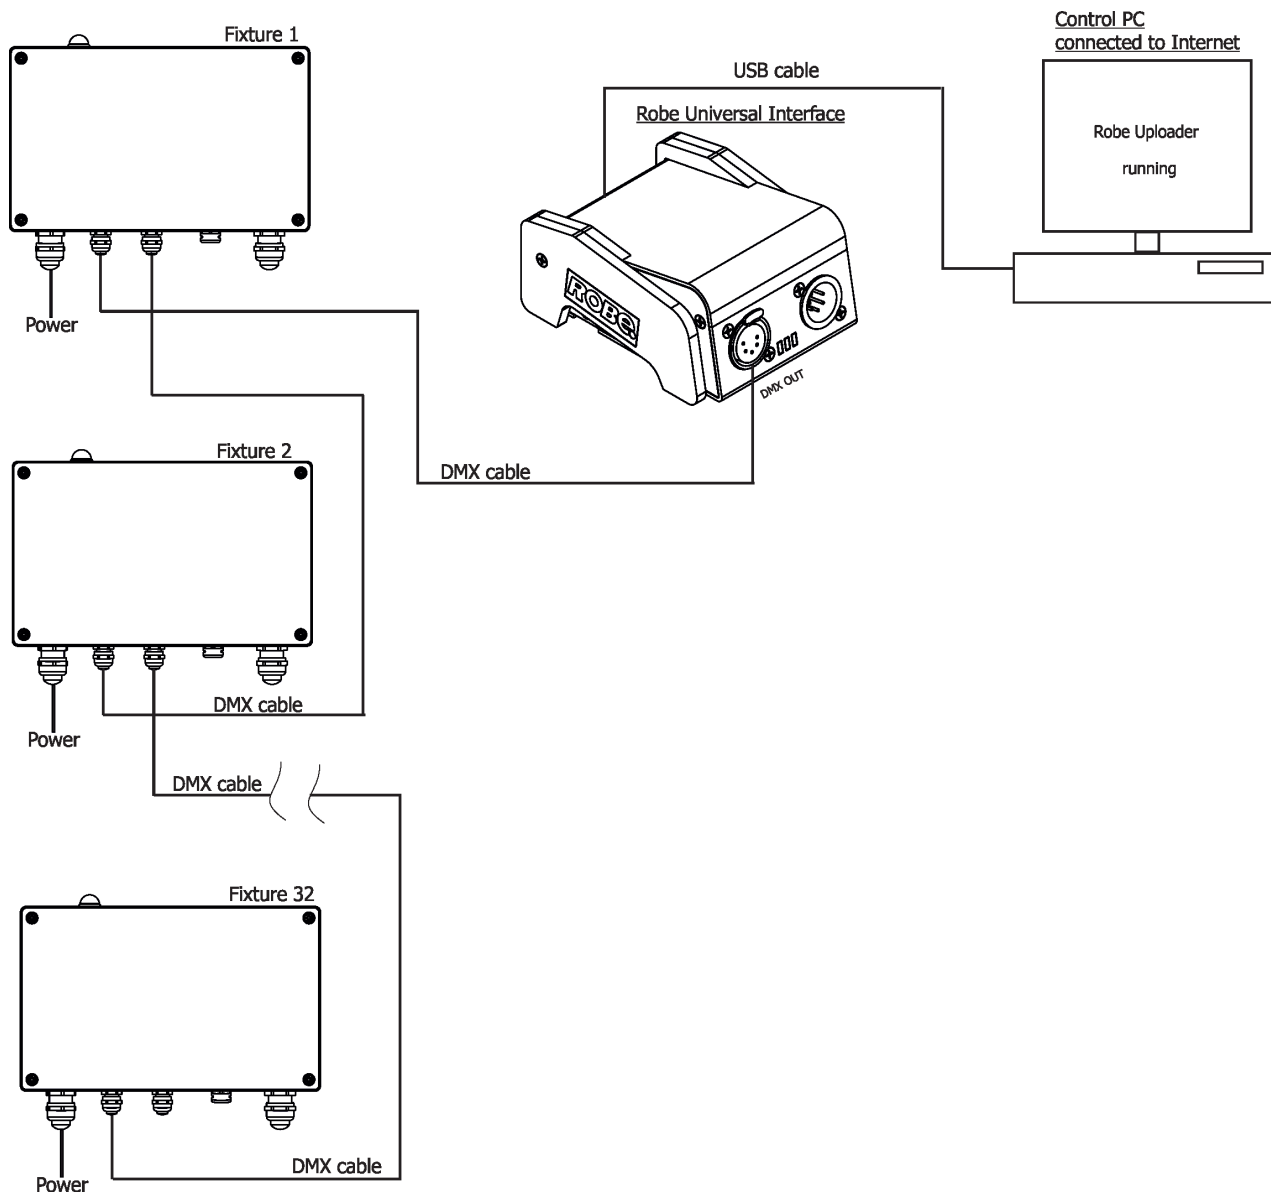 Control PC
connected to Internet
Fixture 1
USB cable
Robe Universal Interface
Robe Uploader
running
ROBE
Power
DMX OUT
Fixture 2
DMX cable
DMX cable
Power
DMX cable
Fixture 32
DMX cable
Power